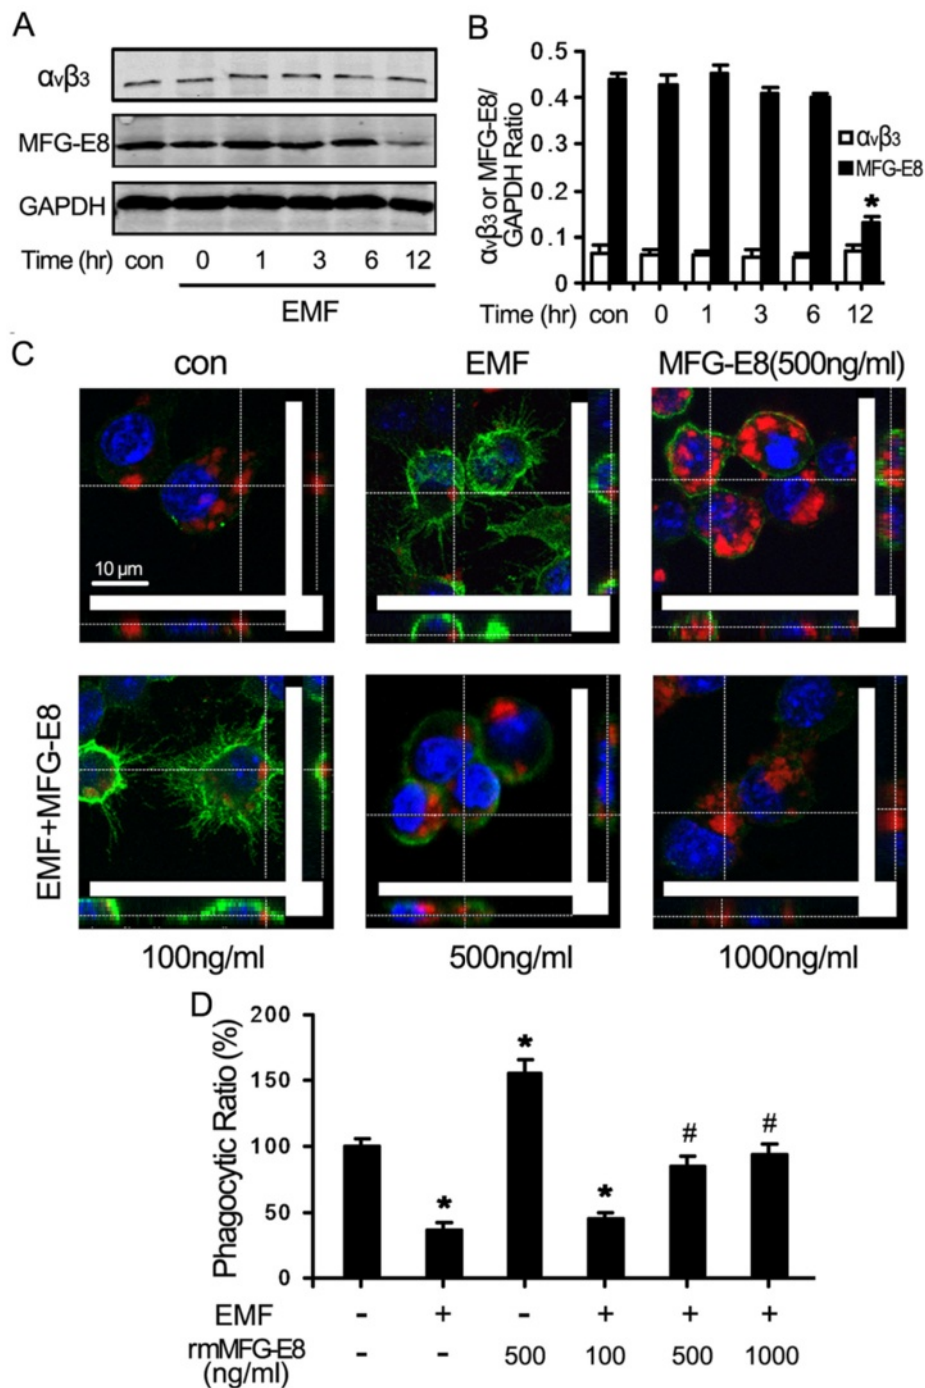 A
αvβ3
MFG-E8
GAPDH
Time (hr) con 0 1 3 6 12
EMF
B
αvβ3 or MFG-E8/
GAPDH Ratio
0.5
0.4
0.3
0.2
0.1
0
αvβ3
MFG-E8
*
Time (hr) con 0 1 3 6 12
C
con EMF MFG-E8(500ng/ml)
10 μm
EMF+MFG-E8
100ng/ml 500ng/ml 1000ng/ml
D
Phagocytic Ratio (%)
200
150
100
50
0
* * * # #
EMF - + - + + +
rmMFG-E8 - - 500 100 500 1000
(ng/ml)